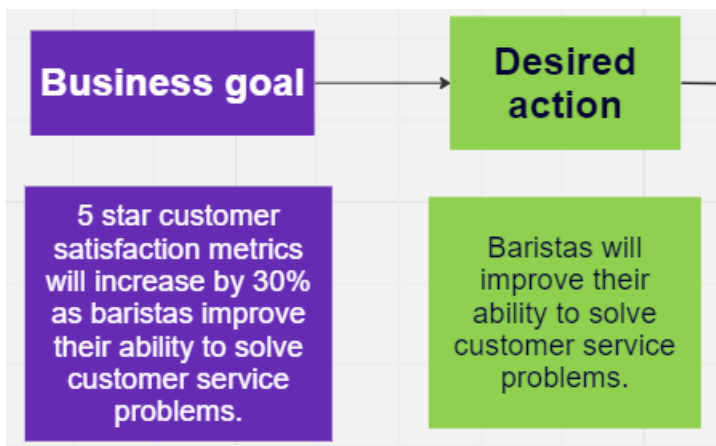 Business goal
Desired
action
5 star customer
satisfaction metrics
will increase by 30%
as baristas improve
their ability to solve
customer service
problems.
Baristas will
improve their
ability to solve
customer service
problems.